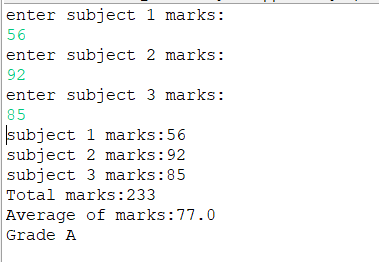 enter subject 1 marks:
56
enter subject 2 marks:
92
enter subject 3 marks:
85
subject 1 marks:56
subject 2 marks:92
subject 3 marks:85
Total marks:233
Average of marks:77.0
Grade A